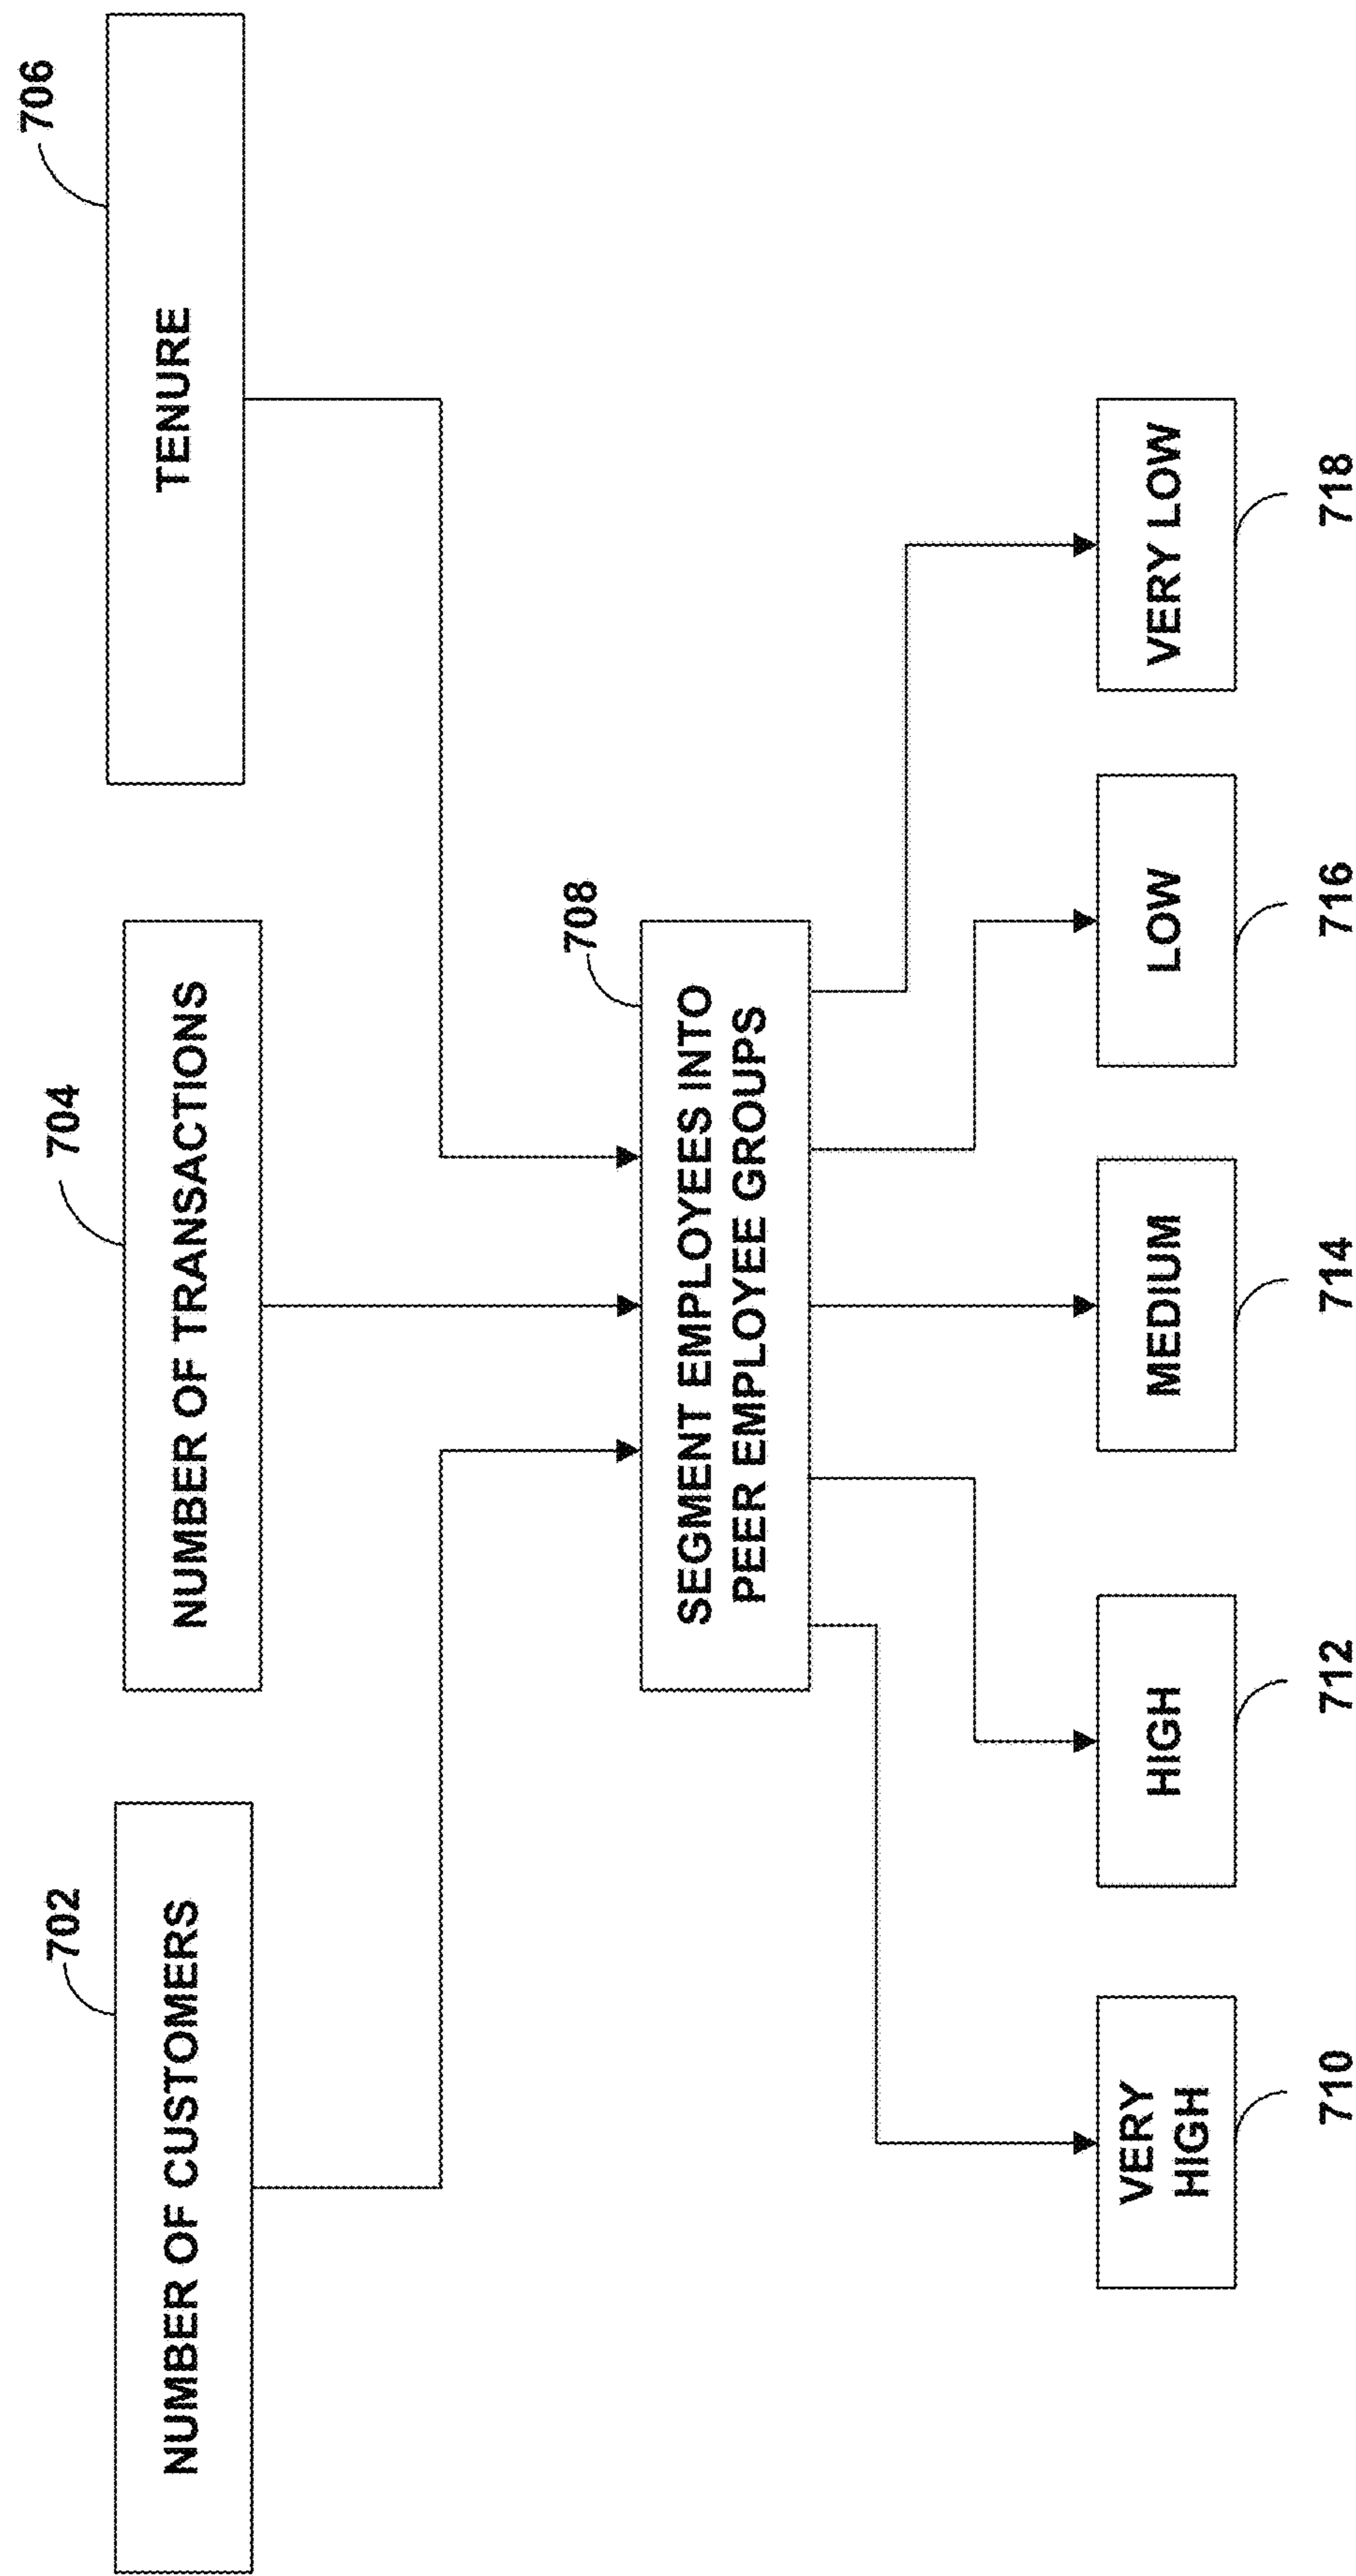 702
NUMBER OF CUSTOMERS
704
NUMBER OF TRANSACTIONS
706
TENURE
708
SEGMENT EMPLOYEES INTO
PEER EMPLOYEE GROUPS
VERY
HIGH
HIGH
MEDIUM
LOW
VERY LOW
710
712
714
716
718